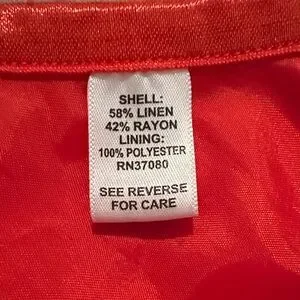 SHELL:
58% LINEN
42% RAYON
LINING:
100% POLYESTER
RN37080
SEE REVERSE
FOR CARE